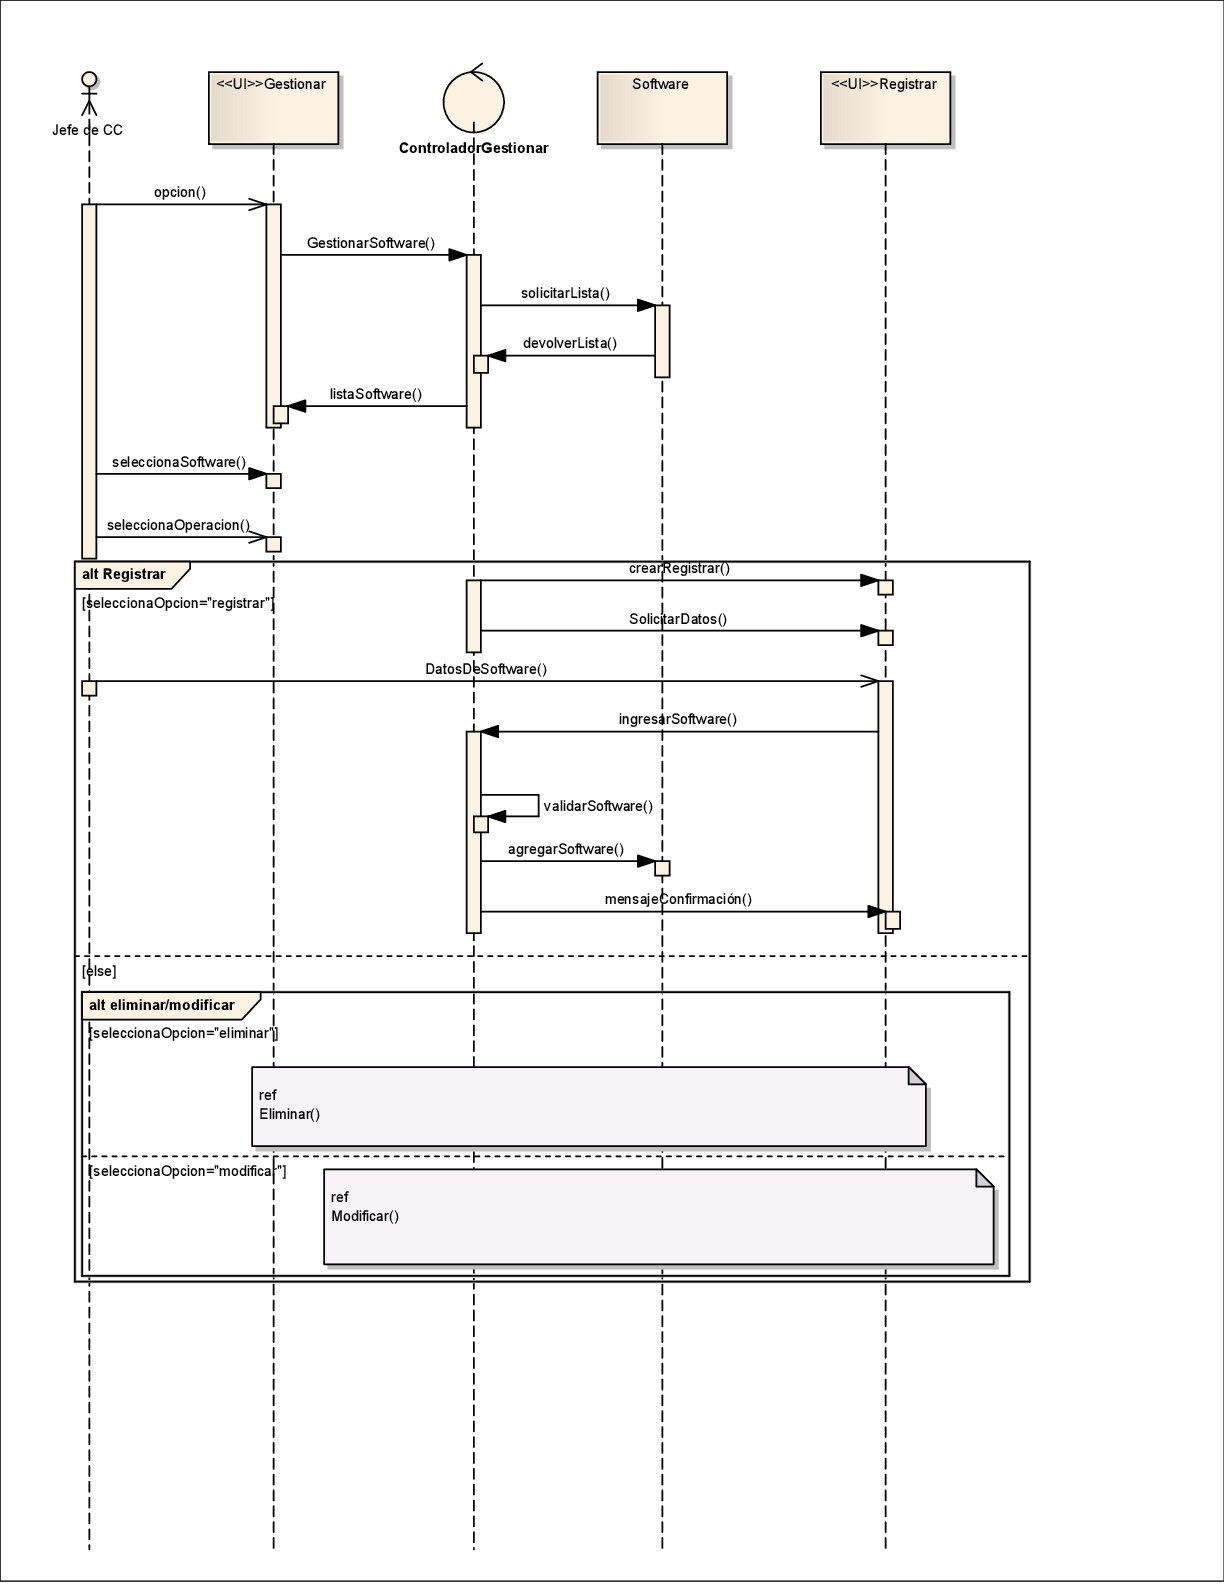 Jefe de CC
<<UI>>Gestionar
ControladorGestionar
Software
<<UI>>Registrar
opcion()
GestionarSoftware()
solicitarLista()
devolverLista()
listaSoftware()
seleccionaSoftware()
seleccionaOperacion()
alt Registrar
crearRegistrar()
[seleccionaOpcion="registrar"]
SolicitarDatos()
DatosDeSoftware()
ingresarSoftware()
validarSoftware()
agregarSoftware()
mensajeConfirmación()
[else]
alt eliminar/modificar
[seleccionaOpcion="eliminar"]
ref
Eliminar()
[seleccionaOpcion="modificar"]
ref
Modificar()